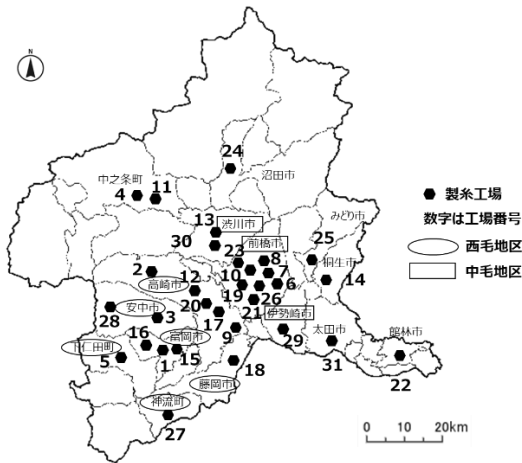 N
24
中之条町
沼田市
4
11
みどり市
製糸工場
数字は工場番号
西毛地区
中毛地区
13
渋川市
30
前橋市
23
8
25
桐生市
2
7
10
12
高崎市
6
14
19
20
26
安中市
28
3
17
21
伊勢崎市
16
富岡市
9
29
太田市
館林市
下仁田町
5
1
15
18
31
22
藤岡市
神流町
27
0
10
20km